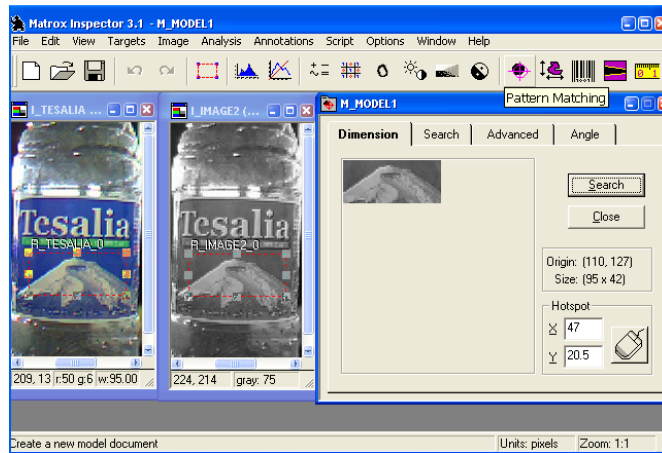 Matrox Inspector 3.1 - M_MODEL1
File Edit View Targets Image Analysis Annotations Script Options Window Help
Pattern Matching
I_TESALIA ...
I_IMAGE2 (...
M_MODEL1
Dimension Search Advanced Angle
Tesalia
R_TESALIA_0
Tesalia
R_IMAGE2_0
Search
Close
Origin: (110, 127)
Size: (95 x 42)
Hotspot
X 47
Y 20.5
209, 13 r:50 g:6 w:95.00
224, 214 gray: 75
Create a new model document Units: pixels Zoom: 1:1